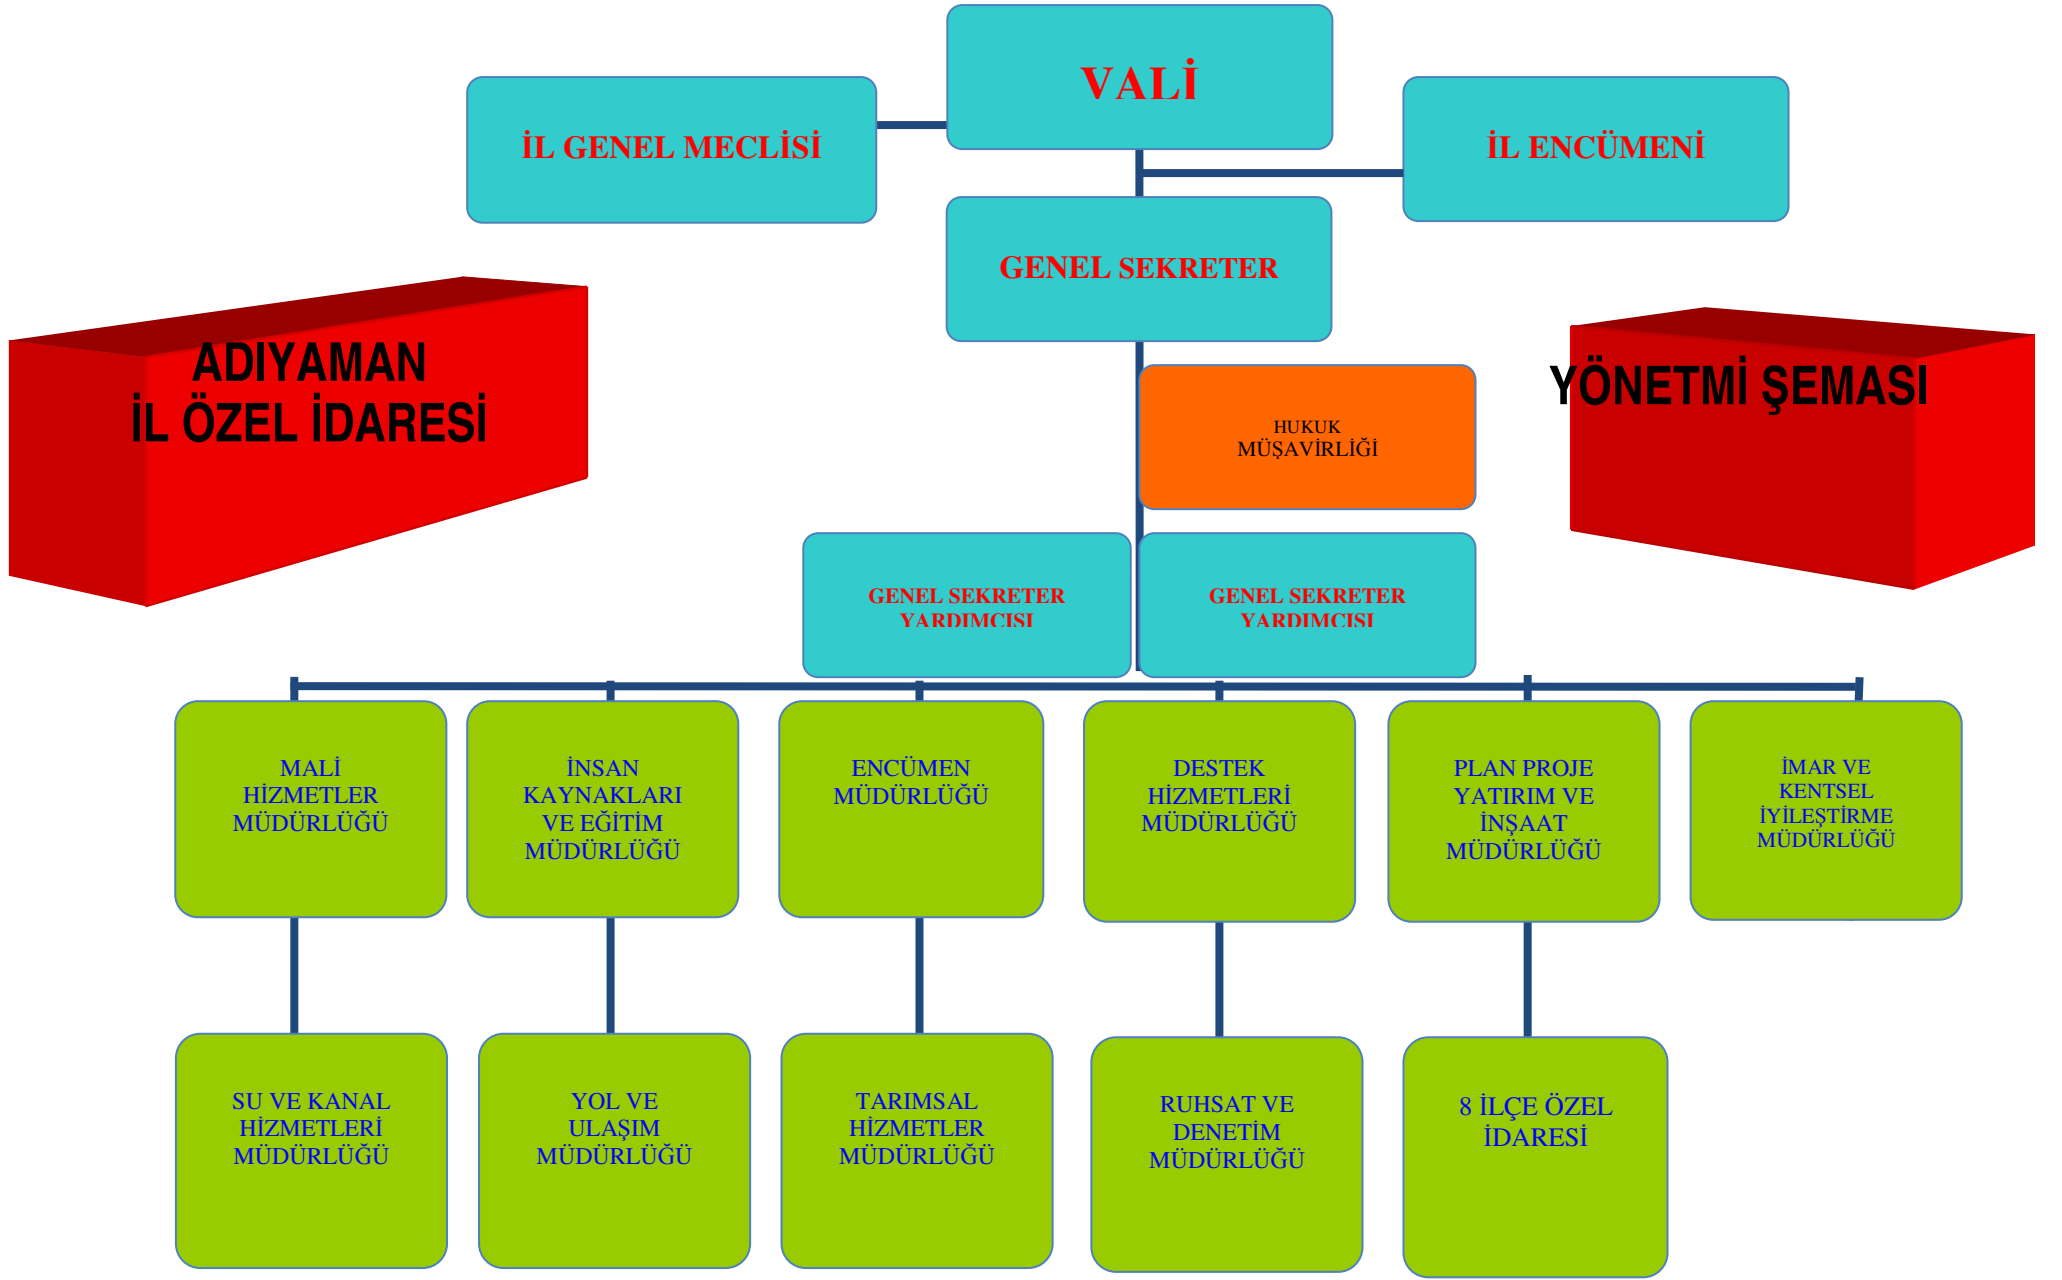 VALİ
İL GENEL MECLİSİ
İL ENCÜMENİ
GENEL SEKRETER
ADIYAMAN
İL ÖZEL İDARESİ
YÖNETMİ ŞEMASI
HUKUK
MÜŞAVİRLİĞİ
GENEL SEKRETER
YARDIMCISI
GENEL SEKRETER
YARDIMCISI
MALİ
HİZMETLER
MÜDÜRLÜĞÜ
İNSAN
KAYNAKLARI
VE EĞİTİM
MÜDÜRLÜĞÜ
ENCÜMEN
MÜDÜRLÜĞÜ
DESTEK
HİZMETLERİ
MÜDÜRLÜĞÜ
PLAN PROJE
YATIRIM VE
İNŞAAT
MÜDÜRLÜĞÜ
İMAR VE
KENTSEL
İYİLEŞTİRME
MÜDÜRLÜĞÜ
SU VE KANAL
HİZMETLERİ
MÜDÜRLÜĞÜ
YOL VE
ULAŞIM
MÜDÜRLÜĞÜ
TARIMSAL
HİZMETLER
MÜDÜRLÜĞÜ
RUHSAT VE
DENETİM
MÜDÜRLÜĞÜ
8 İLÇE ÖZEL
İDARESİ